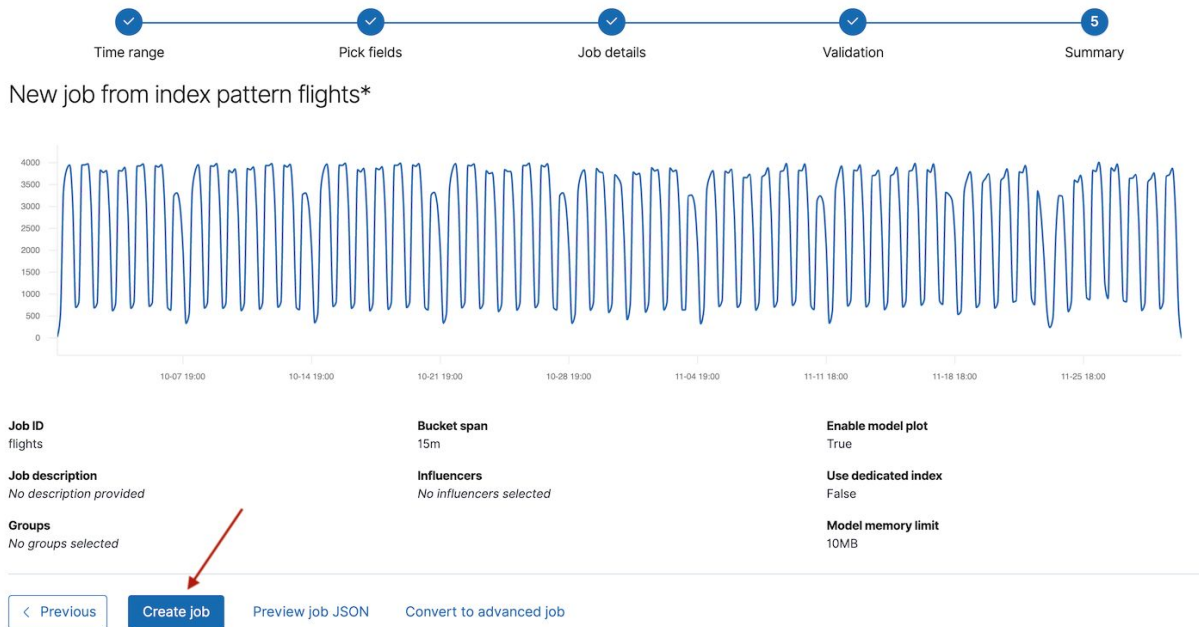 5
Time range Pick fields Job details Validation Summary
New job from index pattern flights*
4000
3500
3000
2500
2000
1500
1000
500
0
10-07 19:00 10-14 19:00 10-21 19:00 10-28 19:00 11-04 19:00 11-11 18:00 11-18 18:00 11-25 18:00
Job ID Bucket span Enable model plot
flights 15m True
Job description Influencers Use dedicated index
No description provided No influencers selected False
Groups Model memory limit
No groups selected 10MB
< Previous Create job Preview job JSON Convert to advanced job